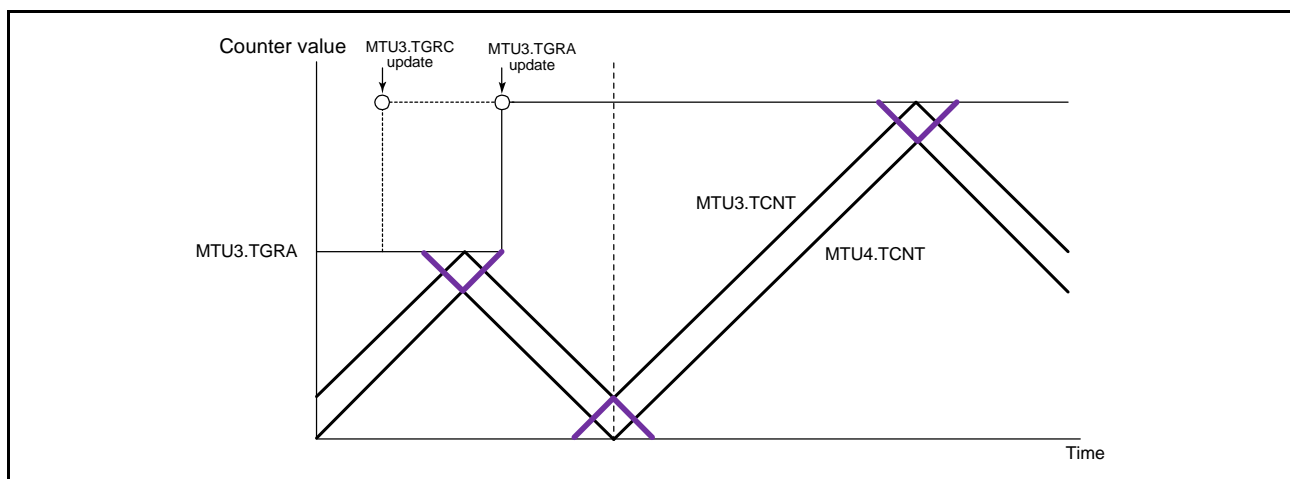 Counter value
MTU3.TGRC
update
MTU3.TGRA
update
MTU3.TCNT
MTU3.TGRA
MTU4.TCNT
Time